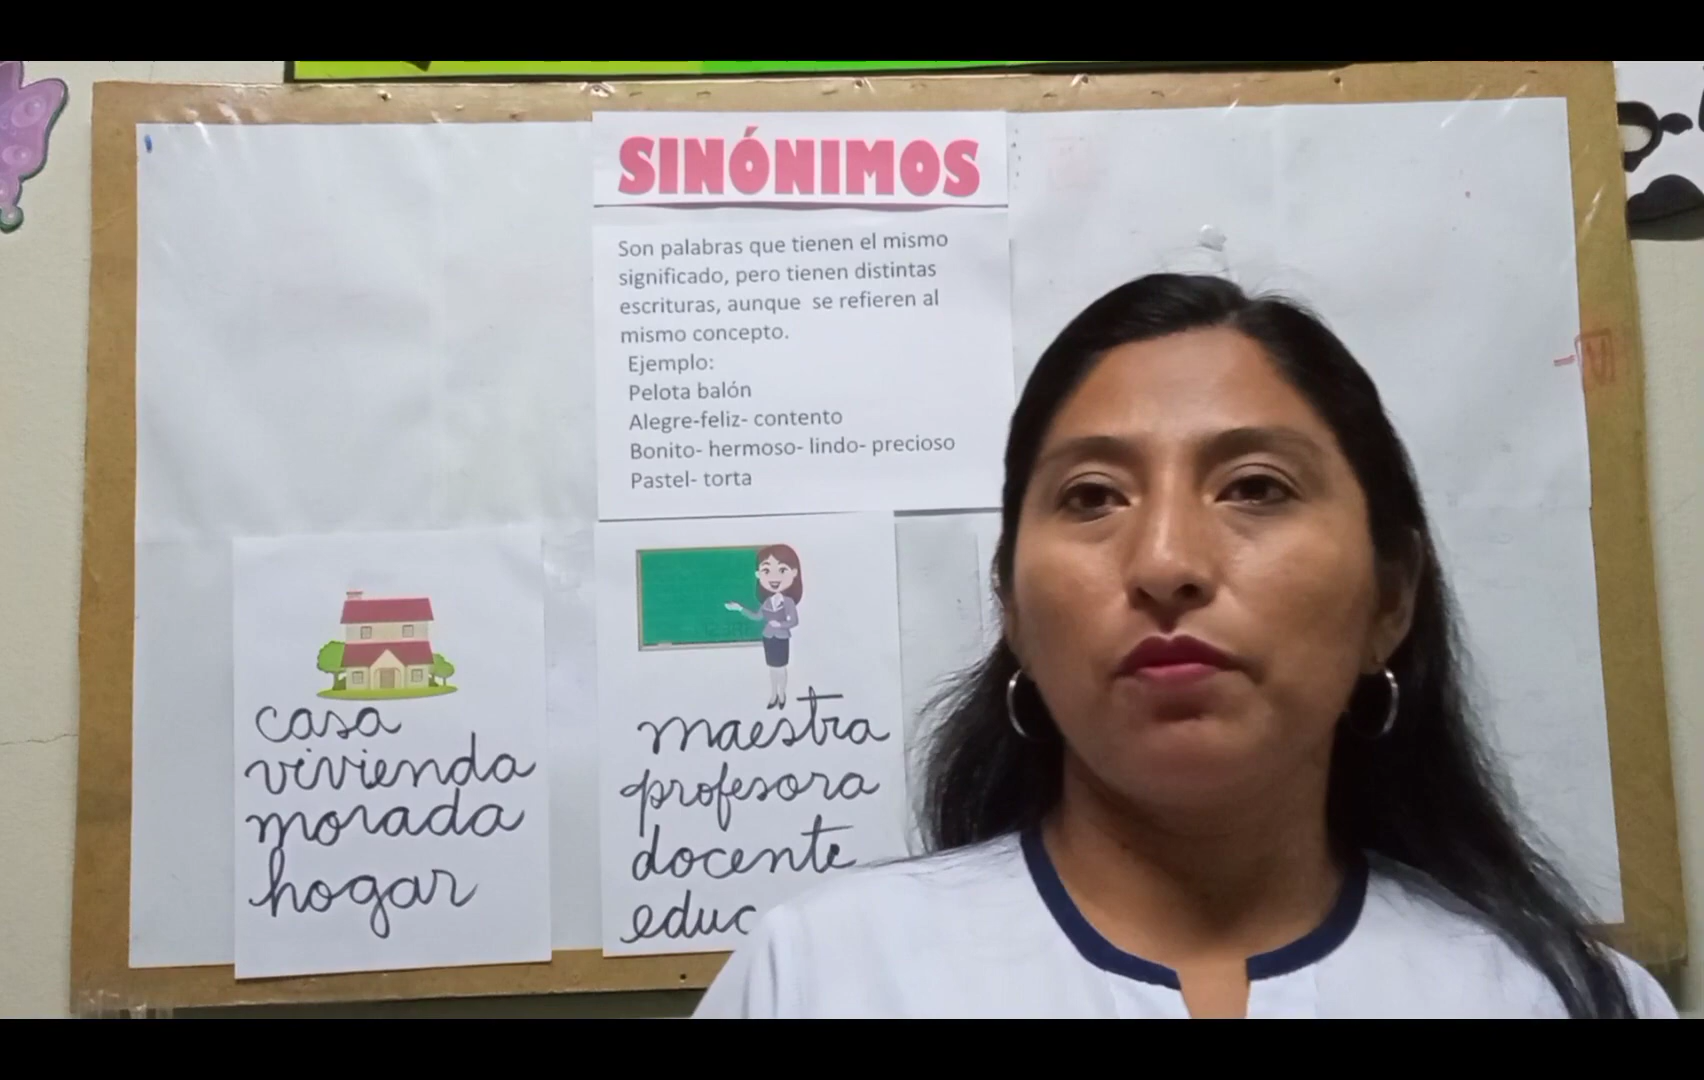 SINÓNIMOS
Son palabras que tienen el mismo
significado, pero tienen distintas
escrituras, aunque se refieren al
mismo concepto.
Ejemplo:
Pelota balón
Alegre-feliz- contento
Bonito- hermoso- lindo- precioso
Pastel- torta
casa
vivienda
morada
hogar
maestra
profesora
docente
educ